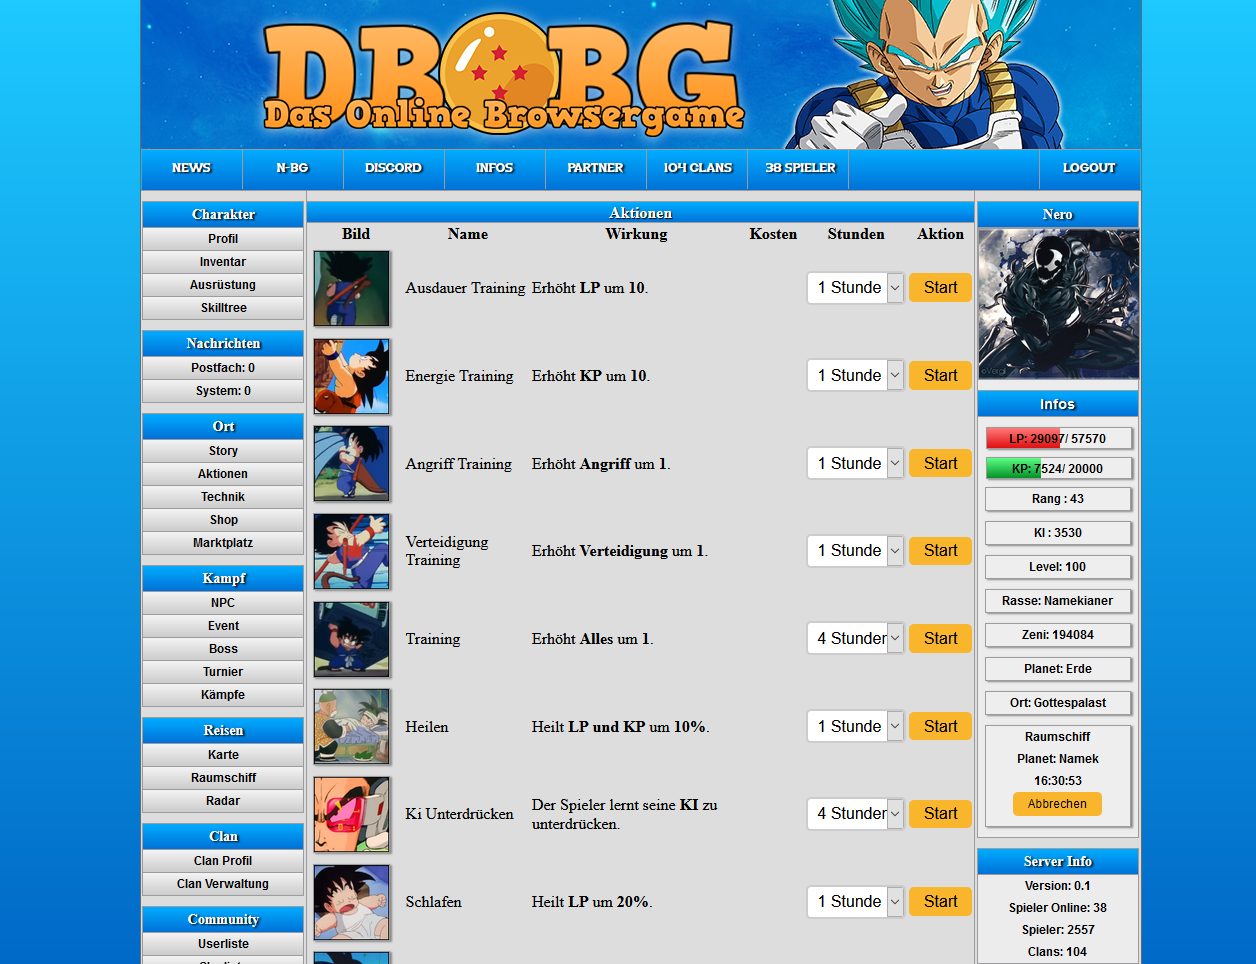 DB BG
Das Online Browsergame
NEWS
N-BG
DISCORD
INFOS
PARTNER
104 CLANS
38 SPIELER
LOGOUT
Charakter
Profil
Inventar
Ausrüstung
Skilltree
Nachrichten
Postfach: 0
System: 0
Ort
Story
Aktionen
Technik
Shop
Marktplatz
Kampf
NPC
Event
Boss
Turnier
Kämpfe
Reisen
Karte
Raumschiff
Radar
Clan
Clan Profil
Clan Verwaltung
Community
Userliste
Aktionen
Bild Name Wirkung Kosten Stunden Aktion
Ausdauer Training Erhöht LP um 10. 1 Stunde Start
Energie Training Erhöht KP um 10. 1 Stunde Start
Angriff Training Erhöht Angriff um 1. 1 Stunde Start
Verteidigung
Training Erhöht Verteidigung um 1. 1 Stunde Start
Training Erhöht Alles um 1. 4 Stunden Start
Heilen Heilt LP und KP um 10%. 1 Stunde Start
Ki Unterdrücken Der Spieler lernt seine KI zu
unterdrücken. 4 Stunden Start
Schlafen Heilt LP um 20%. 1 Stunde Start
Nero
©Vergil
Infos
LP: 29097/ 57570
KP: 7524/ 20000
Rang : 43
KI : 3530
Level: 100
Rasse: Namekianer
Zeni: 194084
Planet: Erde
Ort: Gottespalast
Raumschiff
Planet: Namek
16:30:53
Abbrechen
Server Info
Version: 0.1
Spieler Online: 38
Spieler: 2557
Clans: 104